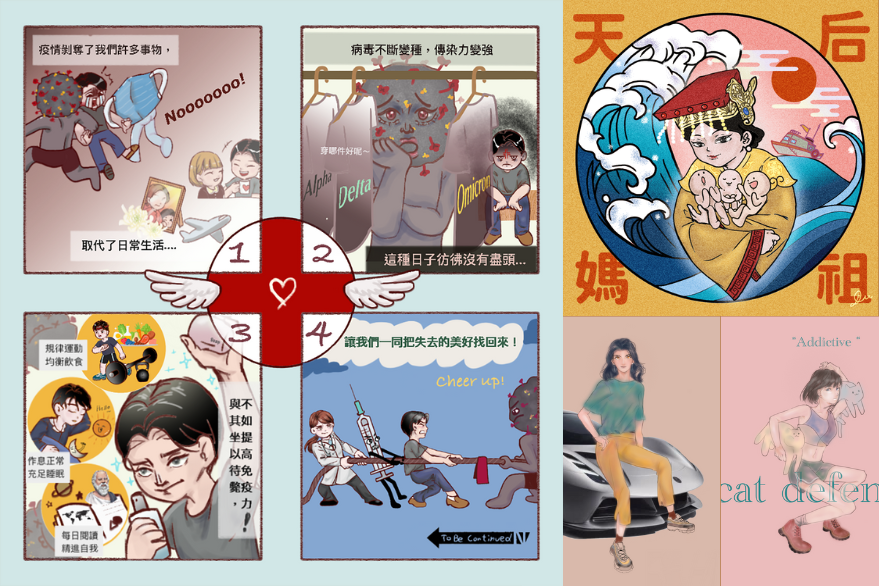 疫情剝奪了我們許多事物，
Nooooooo!
取代了日常生活....
病毒不斷變種，傳染力變強
穿哪件好呢～
Alpha
Delta
Omicron
這種日子彷彿沒有盡頭...
1
2
3
4
規律運動
均衡飲食
作息正常
充足睡眠
每日閱讀
精進自我
與其坐以待斃，
不如提高免疫力！
讓我們一同把失去的美好找回來！
Cheer up!
To Be Continued
天后
媽祖
"Addictive "
cat defen